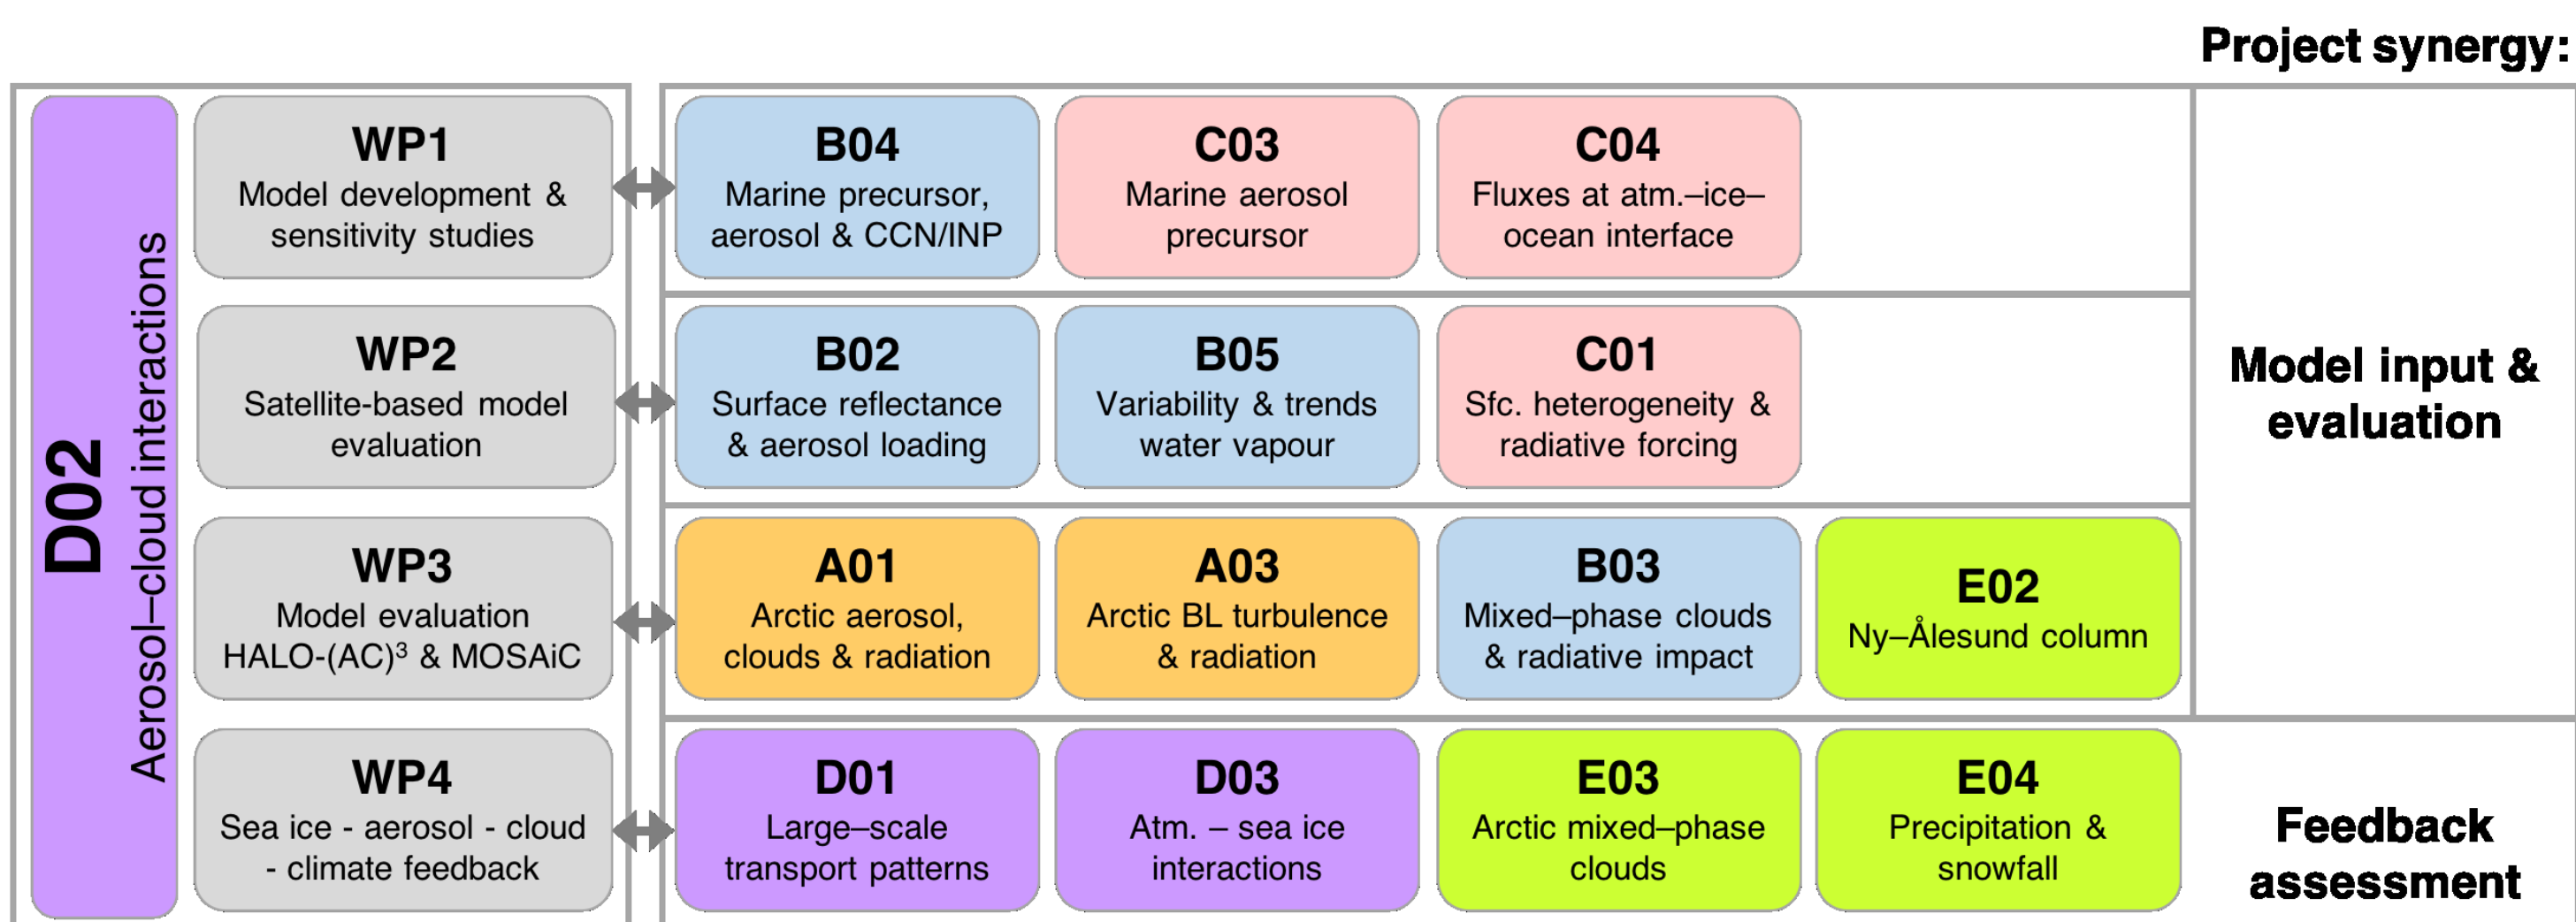 Project synergy:
D02
Aerosol–cloud interactions
WP1
Model development &
sensitivity studies
B04
Marine precursor,
aerosol & CCN/INP
C03
Marine aerosol
precursor
C04
Fluxes at atm.–ice–
ocean interface
WP2
Satellite-based model
evaluation
B02
Surface reflectance
& aerosol loading
B05
Variability & trends
water vapour
C01
Sfc. heterogeneity &
radiative forcing
Model input &
evaluation
WP3
Model evaluation
HALO-(AC)³ & MOSAiC
A01
Arctic aerosol,
clouds & radiation
A03
Arctic BL turbulence
& radiation
B03
Mixed–phase clouds
& radiative impact
E02
Ny–Ålesund column
WP4
Sea ice - aerosol - cloud
- climate feedback
D01
Large–scale
transport patterns
D03
Atm. – sea ice
interactions
E03
Arctic mixed–phase
clouds
E04
Precipitation &
snowfall
Feedback
assessment